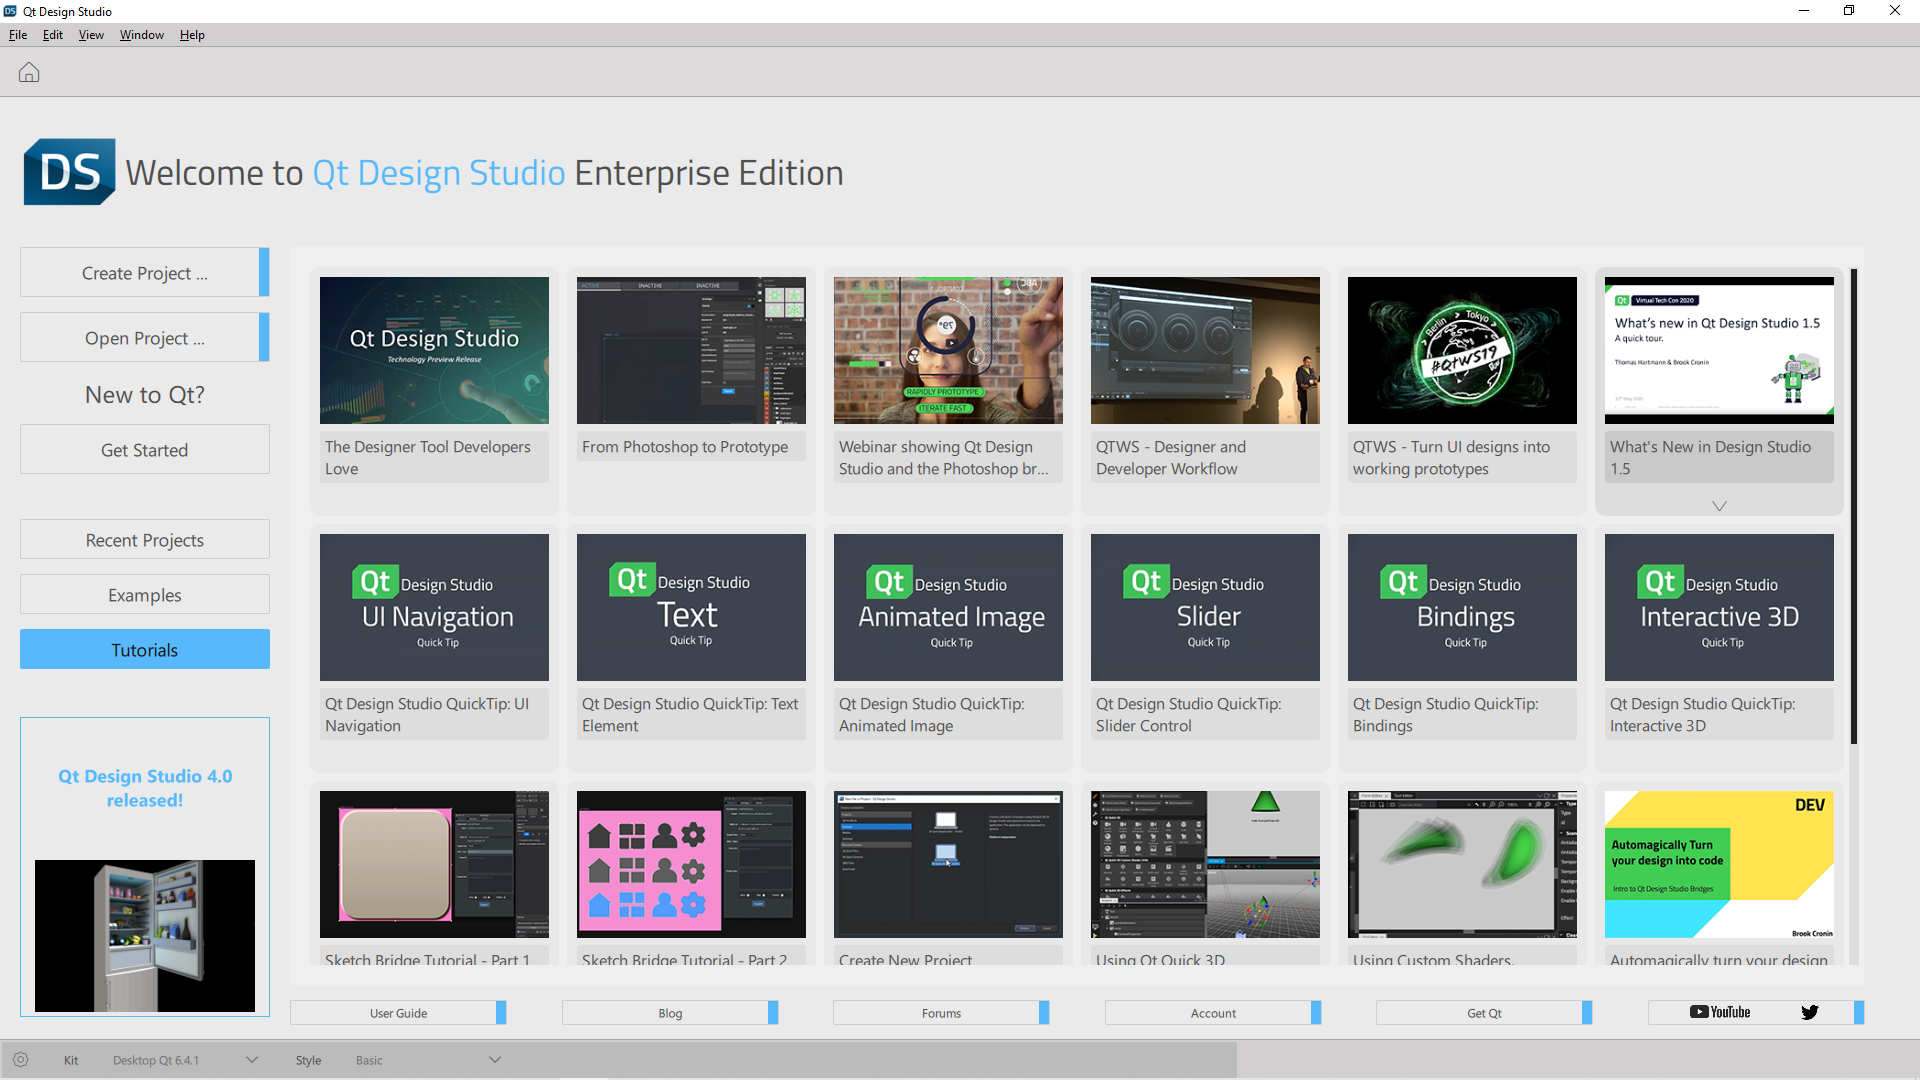 DS Qt Design Studio
File Edit View Window Help
DS
Welcome to Qt Design Studio Enterprise Edition
Create Project ...
Open Project ...
New to Qt?
Get Started
Recent Projects
Examples
Tutorials
Qt Design Studio 4.0
released!
Qt Design Studio
Technology Preview Release
The Designer Tool Developers
Love
ACTIVE INACTIVE INACTIVE
From Photoshop to Prototype
RAPIDLY PROTOTYPE
ITERATE FAST
Webinar showing Qt Design
Studio and the Photoshop br...
QTWS - Designer and
Developer Workflow
Berlin Tokyo
#QtWS19
QTWS - Turn UI designs into
working prototypes
Qt Virtual Tech Con 2020
What's new in Qt Design Studio 1.5
A quick tour.
Thomas Hartmann & Brook Cronin
What's New in Design Studio
1.5
Qt Design Studio
UI Navigation
Quick Tip
Qt Design Studio QuickTip: UI
Navigation
Qt Design Studio
Text
Quick Tip
Qt Design Studio QuickTip: Text
Element
Qt Design Studio
Animated Image
Quick Tip
Qt Design Studio QuickTip:
Animated Image
Qt Design Studio
Slider
Quick Tip
Qt Design Studio QuickTip:
Slider Control
Qt Design Studio
Bindings
Quick Tip
Qt Design Studio QuickTip:
Bindings
Qt Design Studio
Interactive 3D
Quick Tip
Qt Design Studio QuickTip:
Interactive 3D
Sketch Bridge Tutorial - Part 1
Sketch Bridge Tutorial - Part 2
Create New Project
Using Qt Quick 3D
Using Custom Shaders,
DEV
Automagically Turn
your design into code
Intro to Qt Design Studio Bridges
Brook Cronin
Automagically turn your design
User Guide
Blog
Forums
Account
Get Qt
YouTube
Kit Desktop Qt 6.4.1 Style Basic